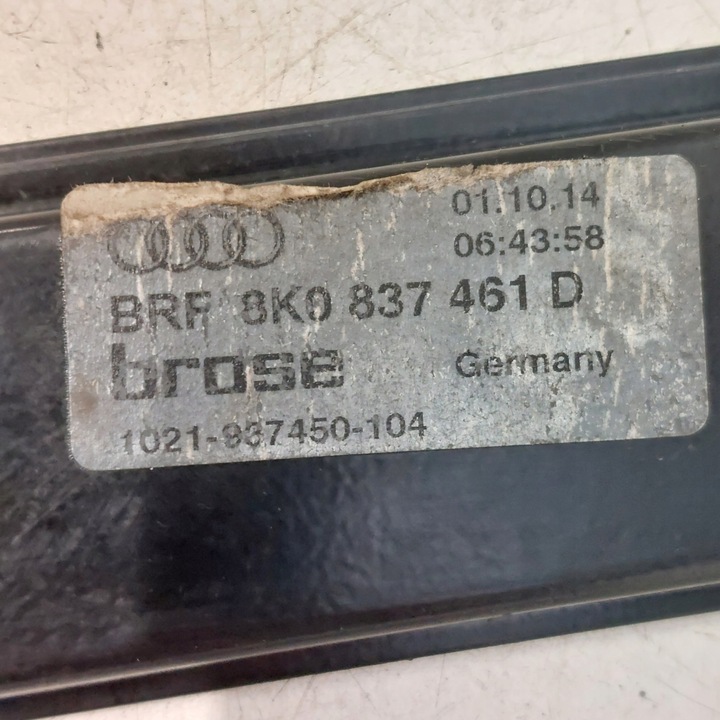 01.10.14
06:43:58
BRF 8K0 837 461 D
brose Germany
1021-937450-104